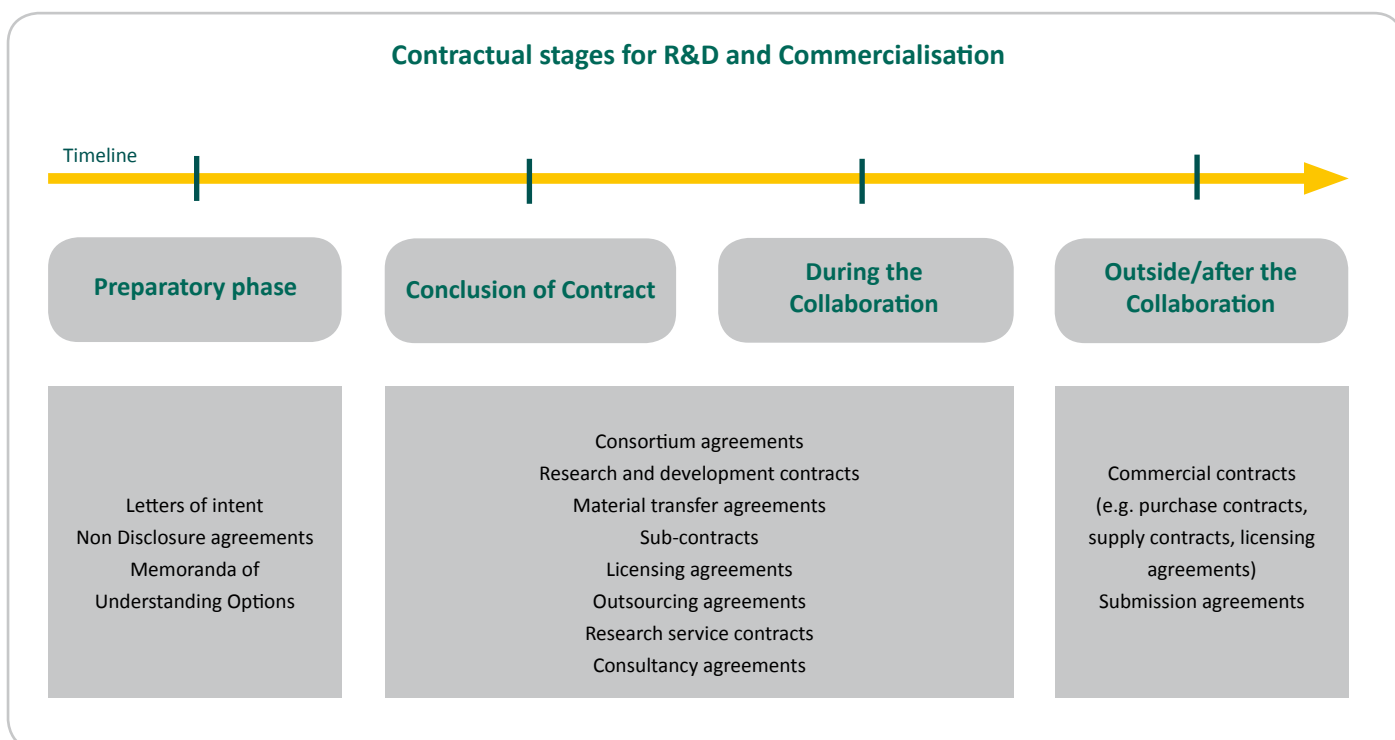 Contractual stages for R&D and Commercialisation
Timeline
Preparatory phase
Conclusion of Contract
During the
Collaboration
Outside/after the
Collaboration
Letters of intent
Non Disclosure agreements
Memoranda of
Understanding Options
Consortium agreements
Research and development contracts
Material transfer agreements
Sub-contracts
Licensing agreements
Outsourcing agreements
Research service contracts
Consultancy agreements
Commercial contracts
(e.g. purchase contracts,
supply contracts, licensing
agreements)
Submission agreements